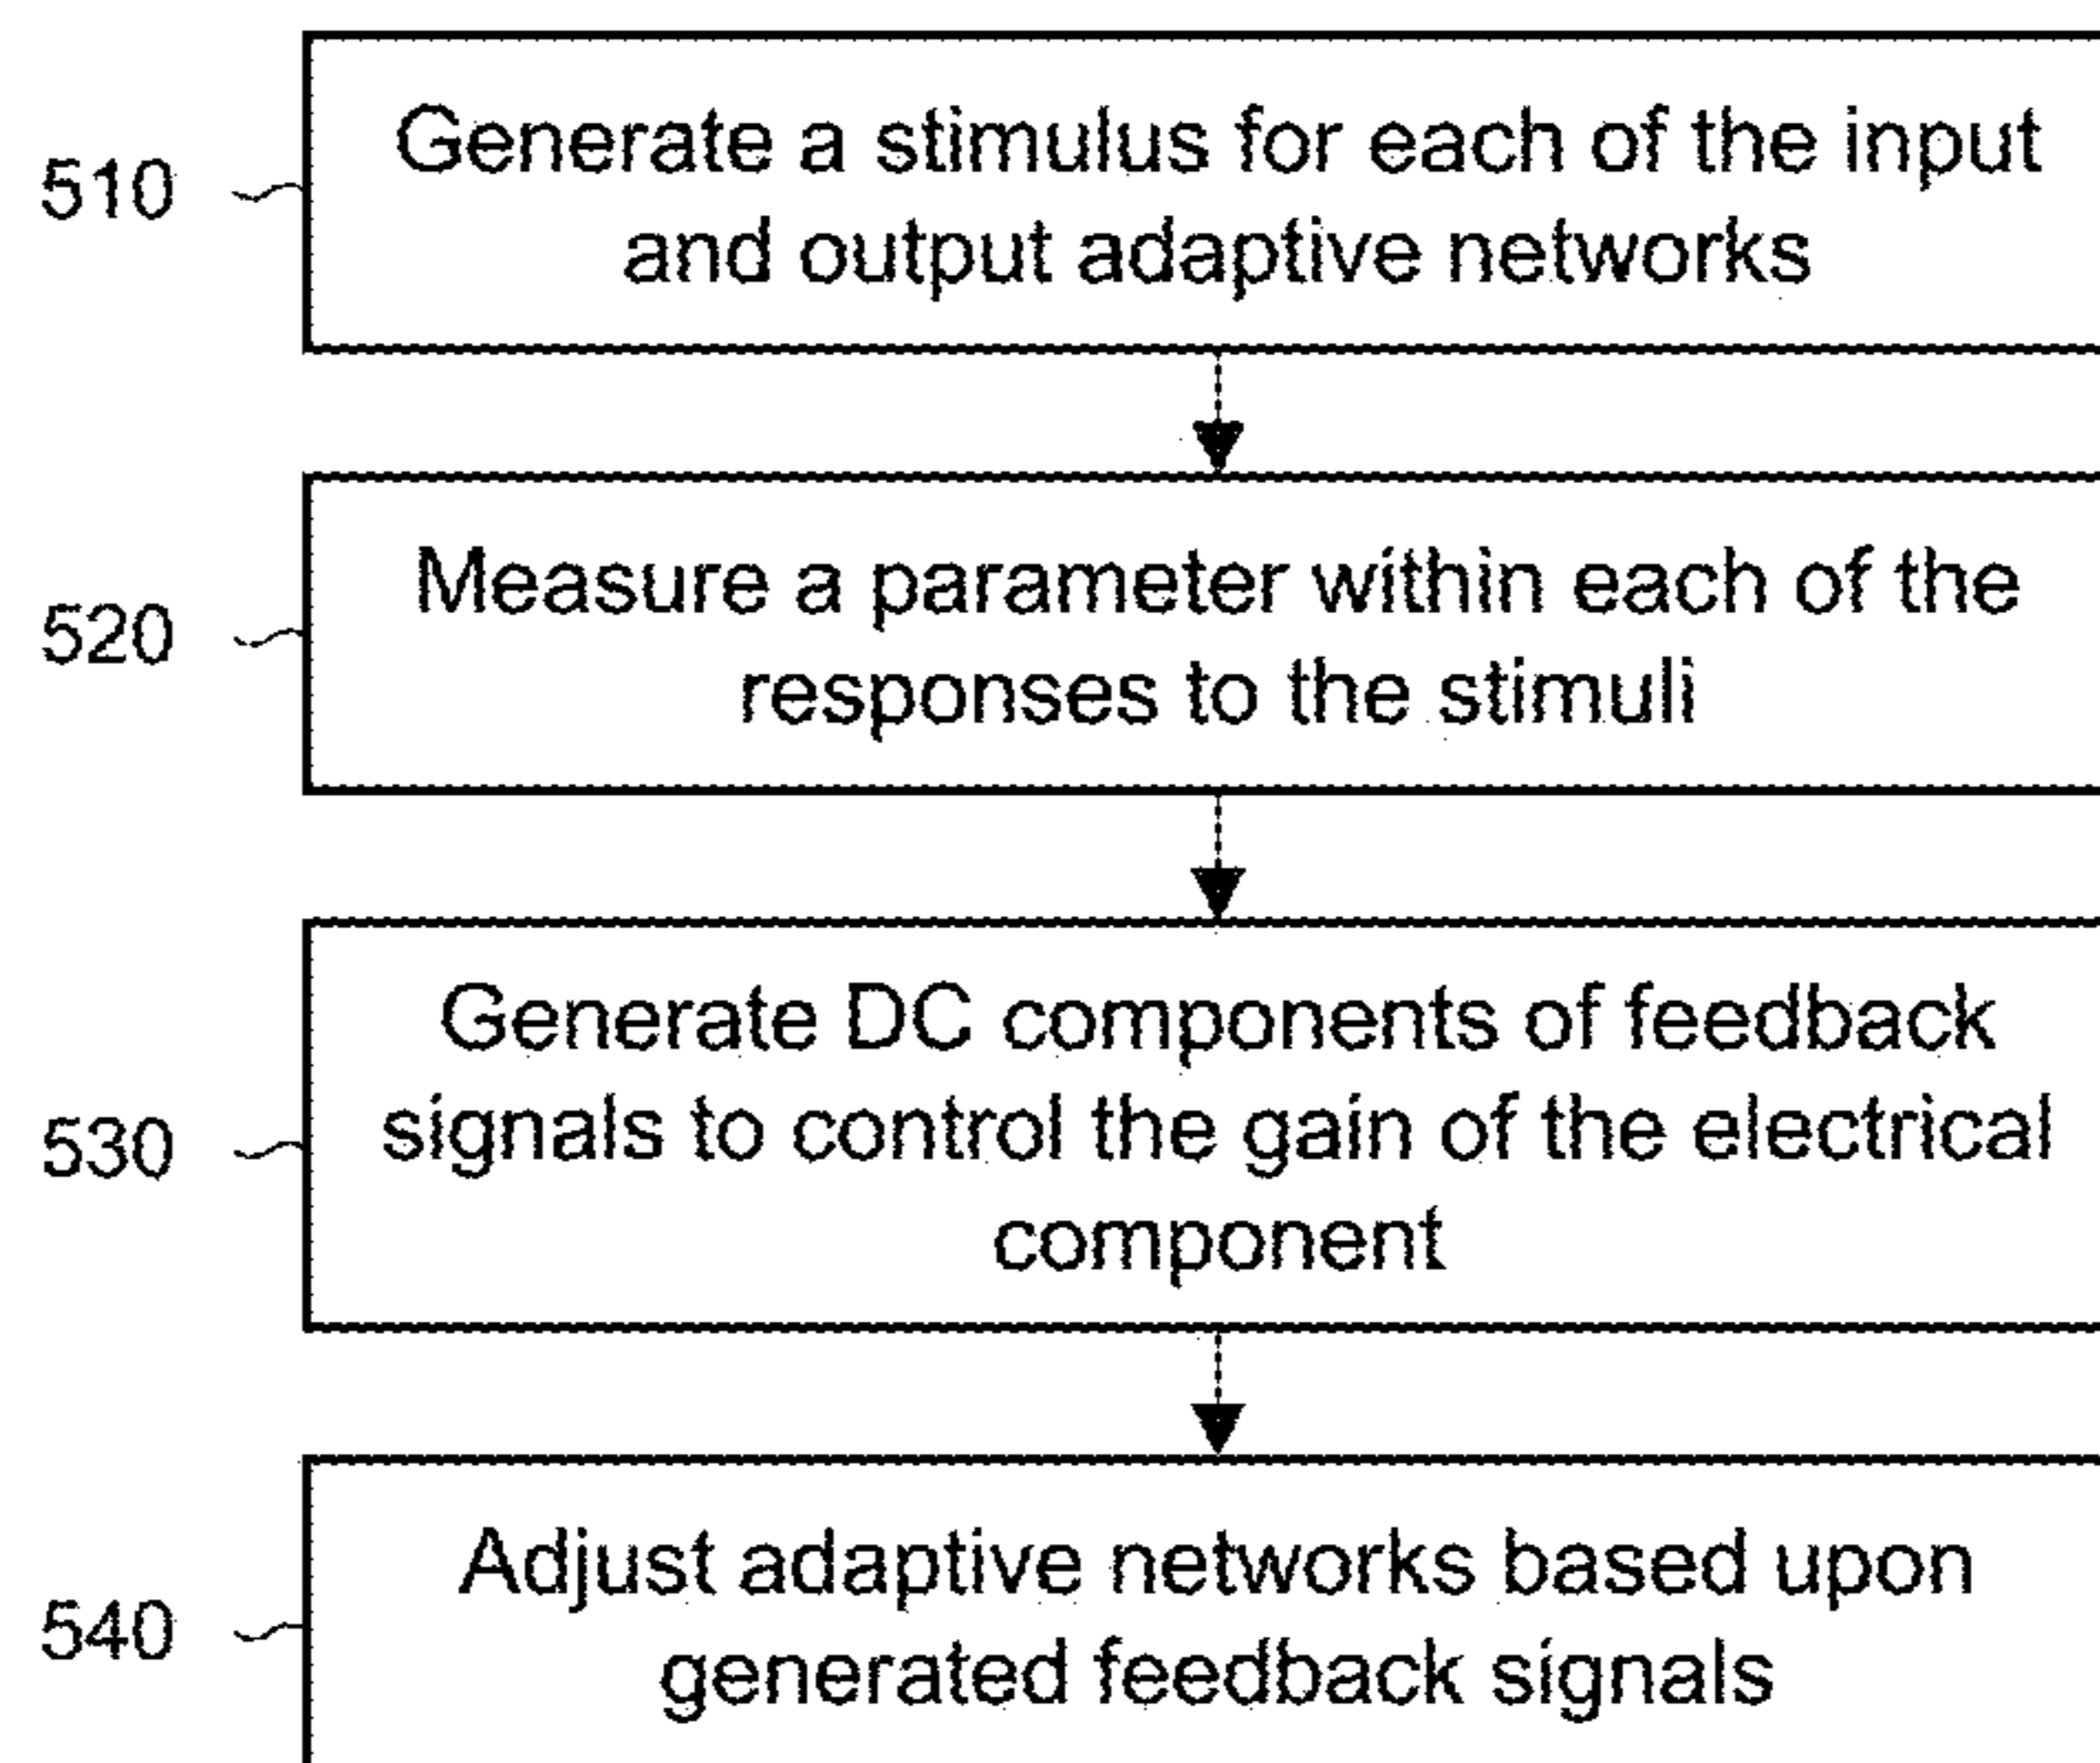 510
Generate a stimulus for each of the input
and output adaptive networks
520
Measure a parameter within each of the
responses to the stimuli
530
Generate DC components of feedback
signals to control the gain of the electrical
component
540
Adjust adaptive networks based upon
generated feedback signals